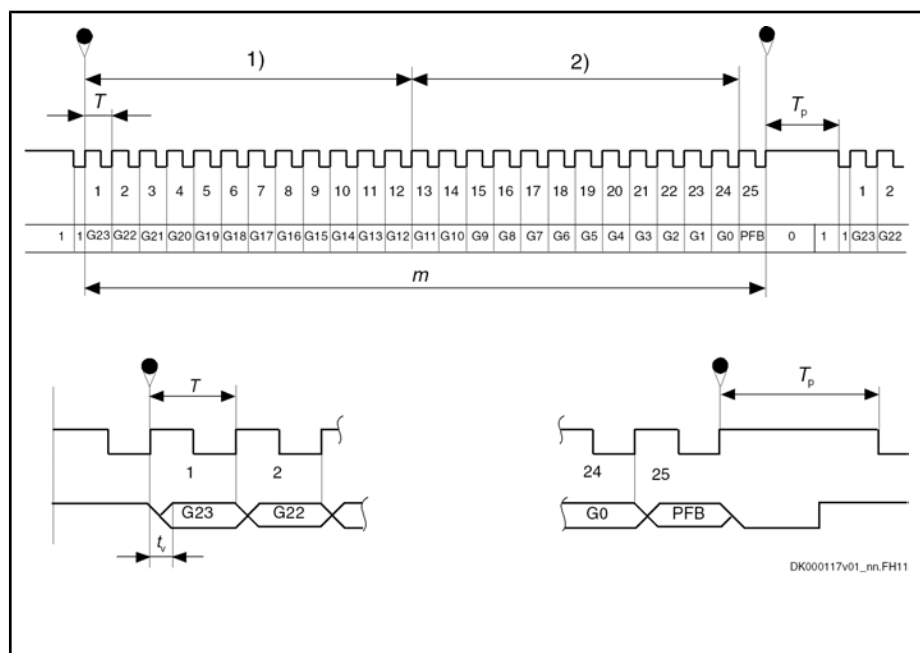 1) 2)
T Tp
1 2 3 4 5 6 7 8 9 10 11 12 13 14 15 16 17 18 19 20 21 22 23 24 25 1 2
1 1 G23 G22 G21 G20 G19 G18 G17 G16 G15 G14 G13 G12 G11 G10 G9 G8 G7 G6 G5 G4 G3 G2 G1 G0 PFB 0 1 1 G23 G22
m
T Tp
1 2 24 25
G23 G22 G0 PFB
tv
DK000117v01_nn.FH11